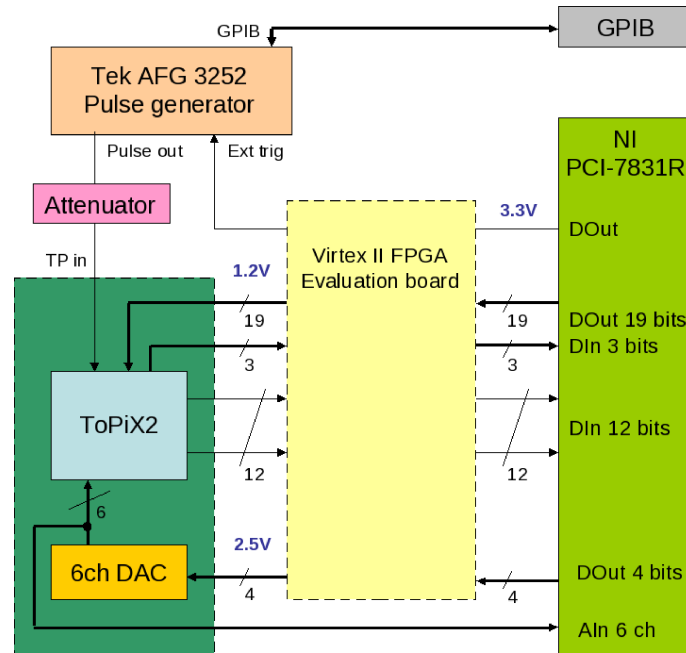 GPIB
GPIB
Tek AFG 3252
Pulse generator
NI
PCI-7831R
Pulse out
Ext trig
Attenuator
3.3V
DOut
Virtex II FPGA
Evaluation board
TP in
1.2V
19
19
DOut 19 bits
3
3
DIn 3 bits
ToPiX2
DIn 12 bits
12
12
6
2.5V
6ch DAC
4
4
DOut 4 bits
AIn 6 ch